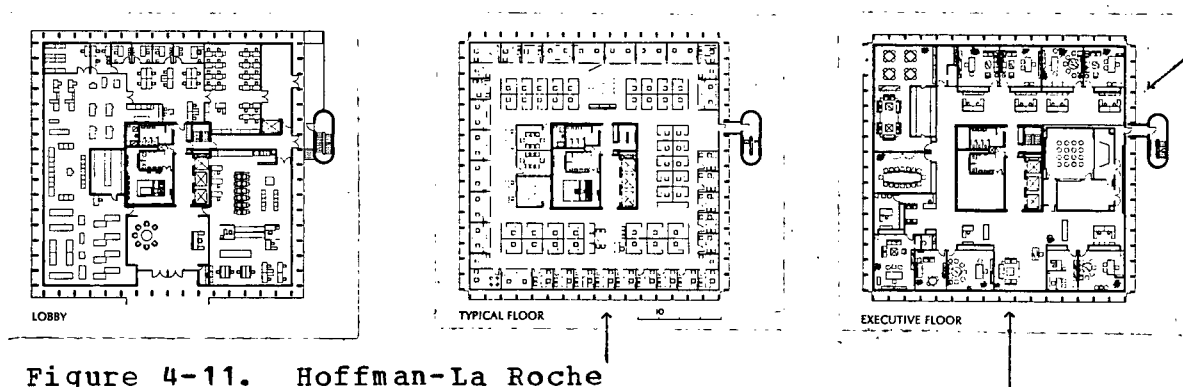 LOBBY
TYPICAL FLOOR
10
EXECUTIVE FLOOR
Figure 4-11. Hoffman-La Roche